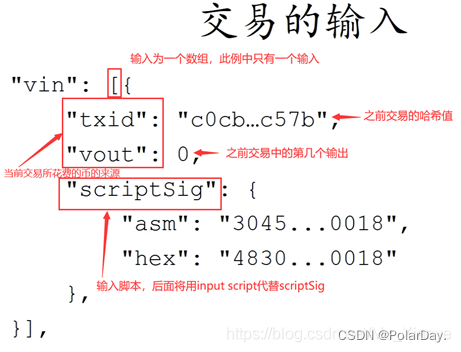 交易的输入
输入为一个数组，此例中只有一个输入
"vin": [{
"txid": "c0cb…c57b",
之前交易的哈希值
"vout": 0,
之前交易中的第几个输出
当前交易所花费的币的来源
"scriptSig": {
"asm": "3045...0018",
"hex": "4830...0018"
输入脚本，后面将用input script代替scriptSig
},
}],
https://blog.csd
CSDN @PolarDay.